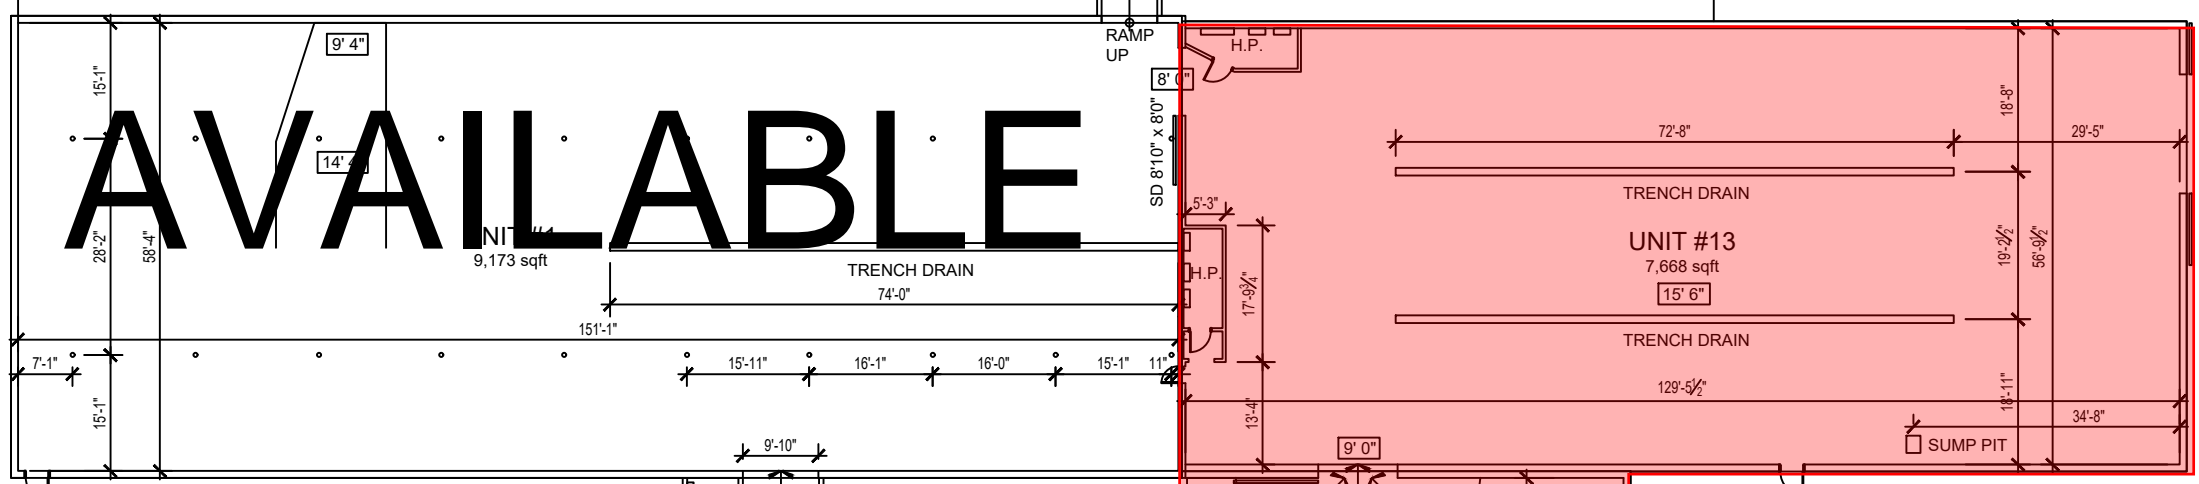 RAMP
UP
9' 4"
15'-1"
8' 0"
SD 8'10" x 8'0"
AVAILABLE
14' 4"
28'-2"
58'-4"
9,173 sqft
TRENCH DRAIN
74'-0"
151'-1"
7'-1"
15'-11"
16'-1"
16'-0"
15'-1"
11"
15'-1"
9'-10"
H.P.
18'-8"
72'-8"
29'-5"
TRENCH DRAIN
5'-3"
UNIT #13
7,668 sqft
15' 6"
19'-2½"
56'-9½"
H.P.
17'-9¾"
TRENCH DRAIN
129'-5½"
18'-11"
13'-4"
34'-8"
9' 0"
SUMP PIT